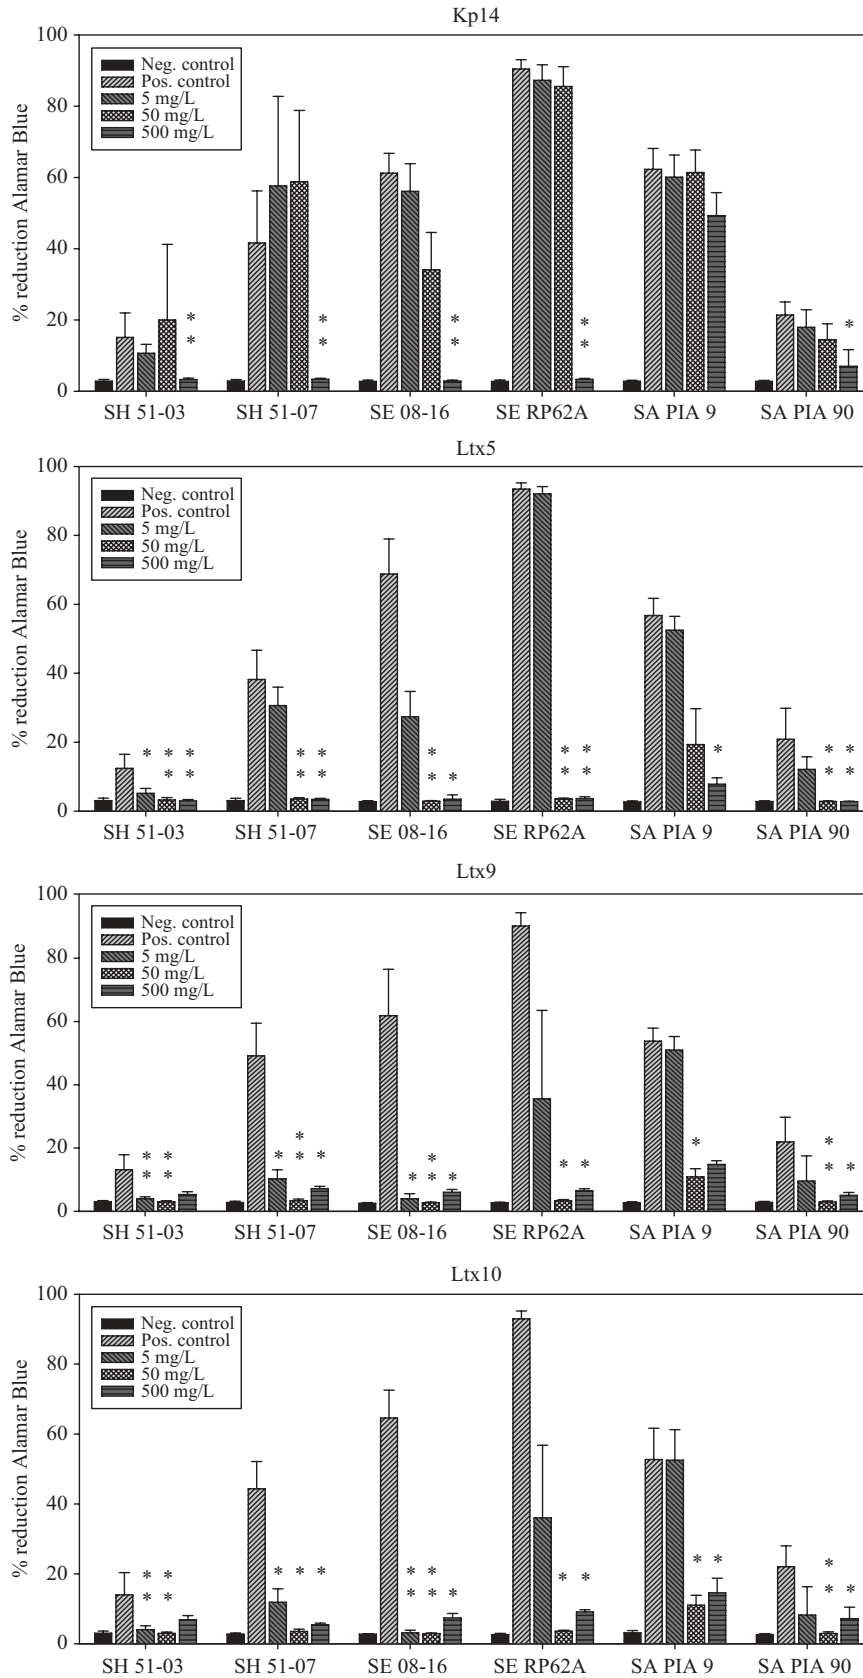 Kp14
% reduction Alamar Blue
100
80
60
40
20
0
Neg. control
Pos. control
5 mg/L
50 mg/L
500 mg/L
* * * * * * * * *
SH 51-03 SH 51-07 SE 08-16 SE RP62A SA PIA 9 SA PIA 90
Ltx5
% reduction Alamar Blue
100
80
60
40
20
0
Neg. control
Pos. control
5 mg/L
50 mg/L
500 mg/L
* * * * * * * * * * * * * * * * * * *
SH 51-03 SH 51-07 SE 08-16 SE RP62A SA PIA 9 SA PIA 90
Ltx9
% reduction Alamar Blue
100
80
60
40
20
0
Neg. control
Pos. control
5 mg/L
50 mg/L
500 mg/L
* * * * * * * * * * * * * * * * * *
SH 51-03 SH 51-07 SE 08-16 SE RP62A SA PIA 9 SA PIA 90
Ltx10
% reduction Alamar Blue
100
80
60
40
20
0
Neg. control
Pos. control
5 mg/L
50 mg/L
500 mg/L
* * * * * * * * * * * * * * * * * * *
SH 51-03 SH 51-07 SE 08-16 SE RP62A SA PIA 9 SA PIA 90